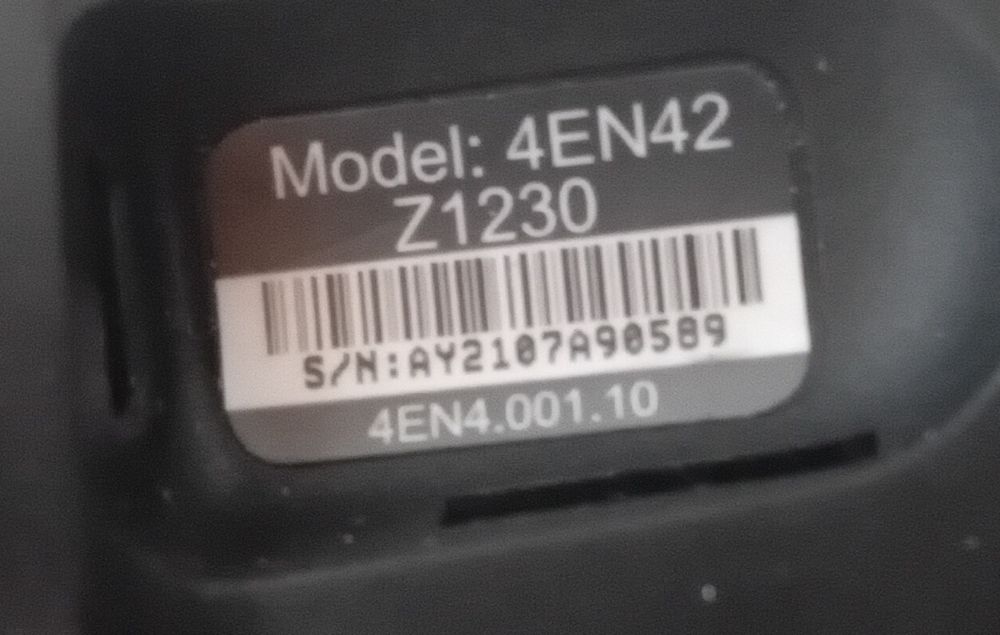 Model: 4EN42
Z1230
S/N:AY2107A90589
4EN4.001.10